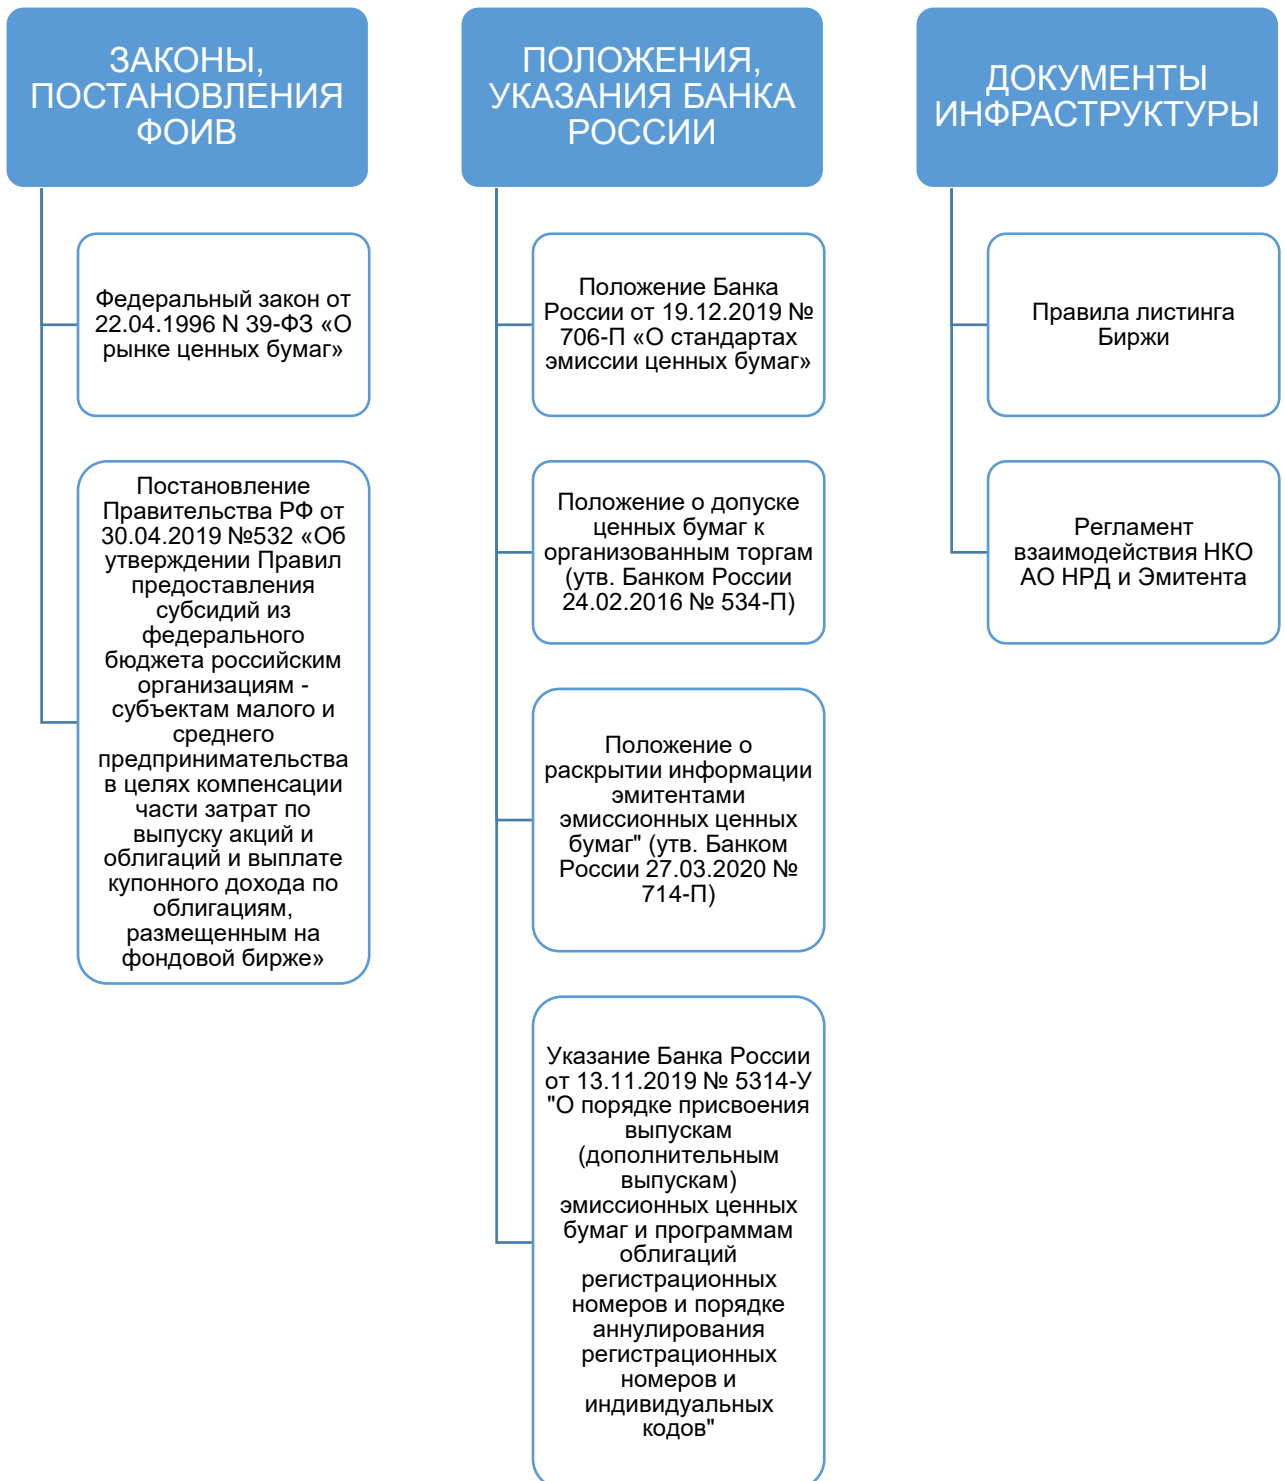 ЗАКОНЫ,
ПОСТАНОВЛЕНИЯ
ФОИВ
Федеральный закон от
22.04.1996 N 39-ФЗ «О
рынке ценных бумаг»
Постановление
Правительства РФ от
30.04.2019 №532 «Об
утверждении Правил
предоставления
субсидий из
федерального
бюджета российским
организациям -
субъектам малого и
среднего
предпринимательства
в целях компенсации
части затрат по
выпуску акций и
облигаций и выплате
купонного дохода по
облигациям,
размещенным на
фондовой бирже»
ПОЛОЖЕНИЯ,
УКАЗАНИЯ БАНКА
РОССИИ
Положение Банка
России от 19.12.2019 №
706-П «О стандартах
эмиссии ценных бумаг»
Положение о допуске
ценных бумаг к
организованным торгам
(утв. Банком России
24.02.2016 № 534-П)
Положение о
раскрытии информации
эмитентами
эмиссионных ценных
бумаг" (утв. Банком
России 27.03.2020 №
714-П)
Указание Банка России
от 13.11.2019 № 5314-У
"О порядке присвоения
выпускам
(дополнительным
выпускам)
эмиссионных ценных
бумаг и программам
облигаций
регистрационных
номеров и порядке
аннулирования
регистрационных
номеров и
индивидуальных
кодов"
ДОКУМЕНТЫ
ИНФРАСТРУКТУРЫ
Правила листинга
Биржи
Регламент
взаимодействия НКО
АО НРД и Эмитента